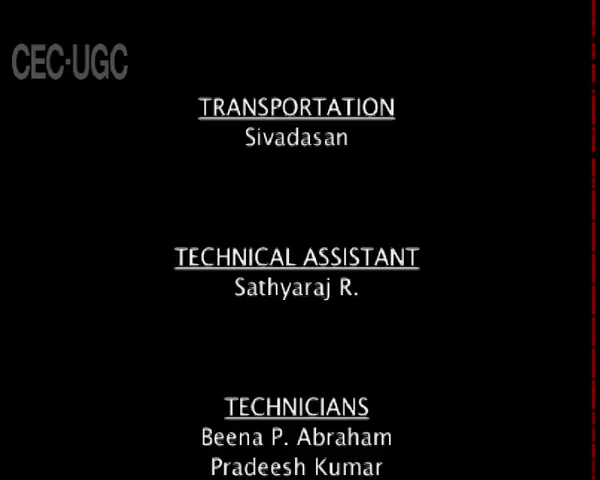 CEC-UGC
TRANSPORTATION
Sivadasan
TECHNICAL ASSISTANT
Sathyaraj R.
TECHNICIANS
Beena P. Abraham
Pradeesh Kumar